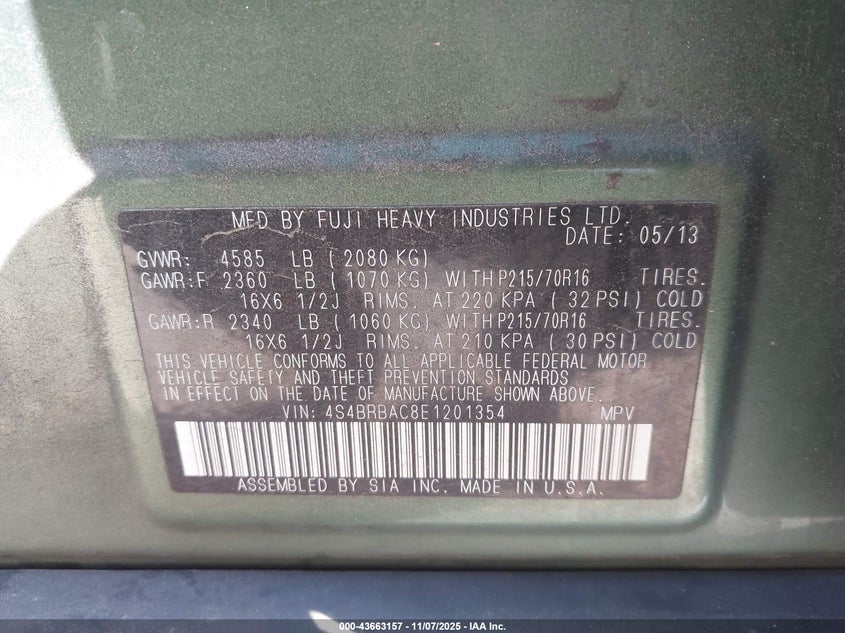 MFD BY FUJI HEAVY INDUSTRIES LTD.
DATE: 05/13
GVWR: 4585 LB ( 2080 KG)
GAWR:F 2360 LB ( 1070 KG) WITHP215/70R16 TIRES.
16X6 1/2J RIMS. AT 220 KPA ( 32 PSI) COLD
GAWR:R 2340 LB ( 1060 KG) WITHP215/70R16 TIRES.
16X6 1/2J RIMS. AT 210 KPA ( 30 PSI) COLD
THIS VEHICLE CONFORMS TO ALL APPLICABLE FEDERAL MOTOR
VEHICLE SAFETY AND THEFT PREVENTION STANDARDS
IN EFFECT ON THE DATE OF MANUFACTURE SHOWN ABOVE.
VIN: 4S4BRBAC8E1201354 MPV
ASSEMBLED BY SIA INC. MADE IN U.S.A.
000-43663157 - 11/07/2025 - IAA Inc.